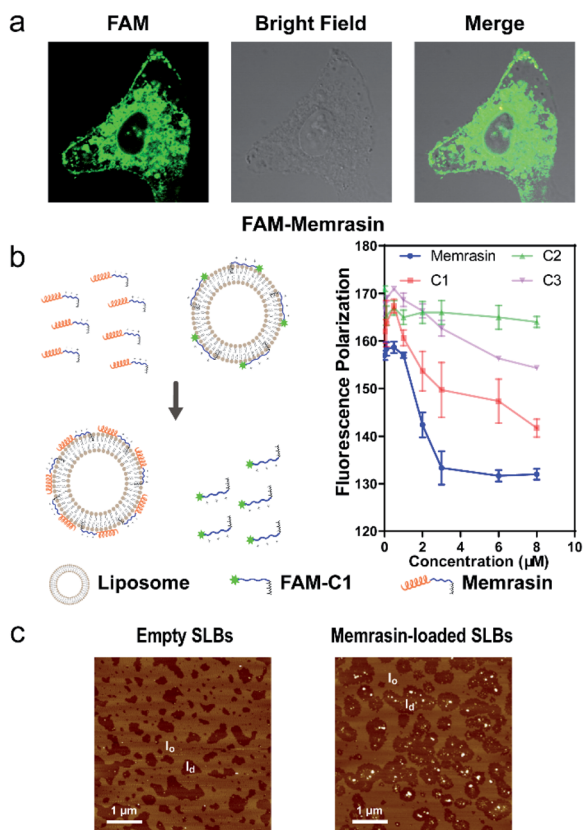 a
FAM Bright Field Merge
FAM-Memrasin
b
Memrasin C2
C1 C3
Fluorescence Polarization
170
160
150
140
130
120
0 2 4 6 8 10
Concentration (μM)
Liposome FAM-C1 Memrasin
c
Empty SLBs Memrasin-loaded SLBs
lo
ld
1 μm
lo
ld
1 μm